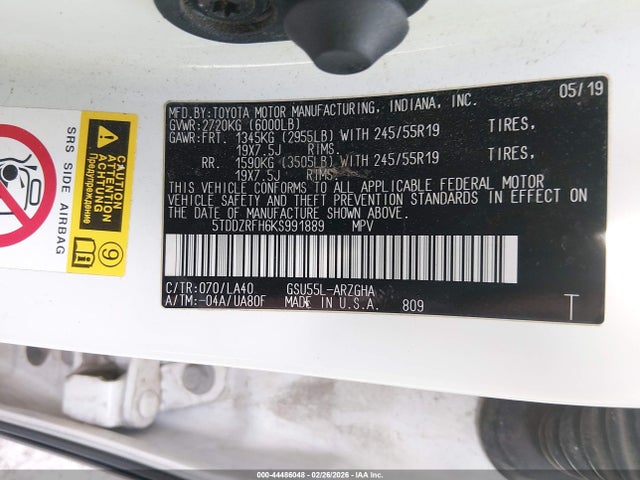 MFD.BY:TOYOTA MOTOR MANUFACTURING, INDIANA, INC. 05/19
GVWR:2720KG (6000LB)
GAWR:FRT. 1345KG (2955LB) WITH 245/55R19 TIRES,
19X7.5J RIMS,
RR. 1590KG (3505LB) WITH 245/55R19 TIRES,
19X7.5J RIMS,
THIS VEHICLE CONFORMS TO ALL APPLICABLE FEDERAL MOTOR
VEHICLE SAFETY AND THEFT PREVENTION STANDARDS IN EFFECT ON
THE DATE OF MANUFACTURE SHOWN ABOVE.
5TDDZRFH6KS991889 MPV
C/TR:070/LA40 GSU55L-ARZGHA
A/TM:-04A/UA80F MADE IN U.S.A. 809
T
SRS SIDE AIRBAG
CAUTION
ACHTUNG
Предупреждение
9
000-44486048 - 02/26/2026 - IAA Inc.